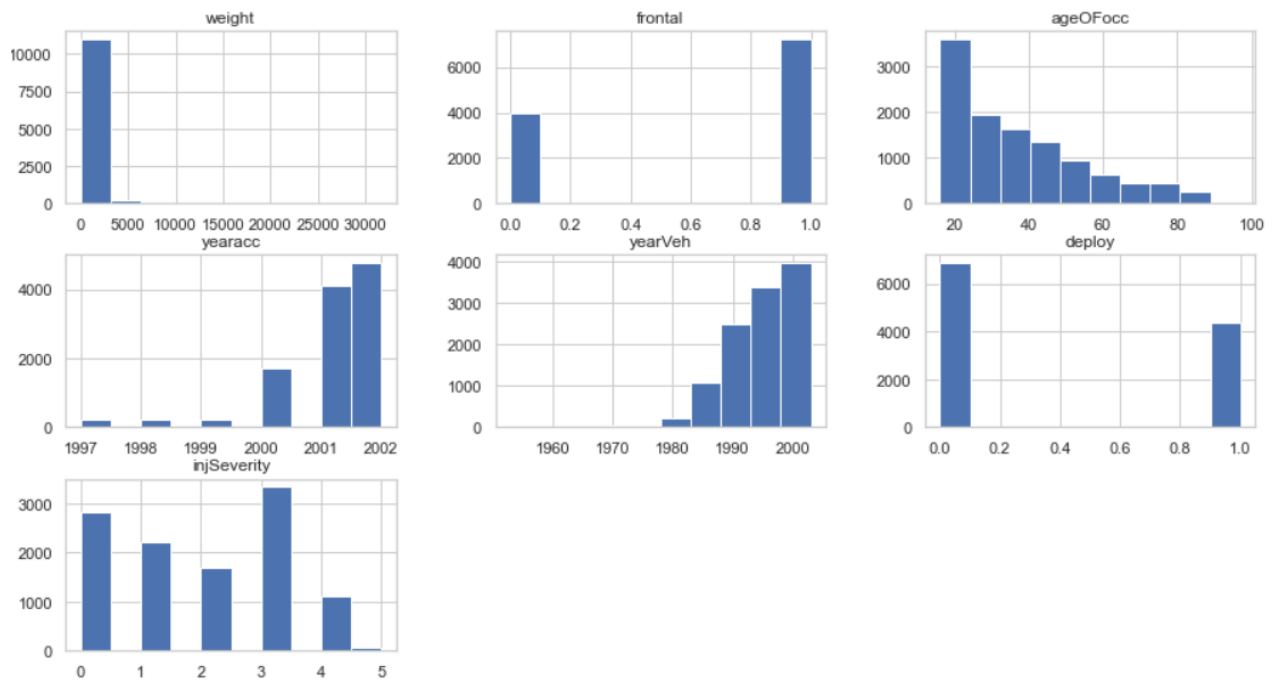 weight
10000
7500
5000
2500
0
0 5000 10000 15000 20000 25000 30000
frontal
6000
4000
2000
0
0.0 0.2 0.4 0.6 0.8 1.0
ageOFocc
3000
2000
1000
0
20 40 60 80 100
yearacc
4000
2000
0
1997 1998 1999 2000 2001 2002
yearVeh
4000
3000
2000
1000
0
1960 1970 1980 1990 2000
deploy
6000
4000
2000
0
0.0 0.2 0.4 0.6 0.8 1.0
injSeverity
3000
2000
1000
0
0 1 2 3 4 5